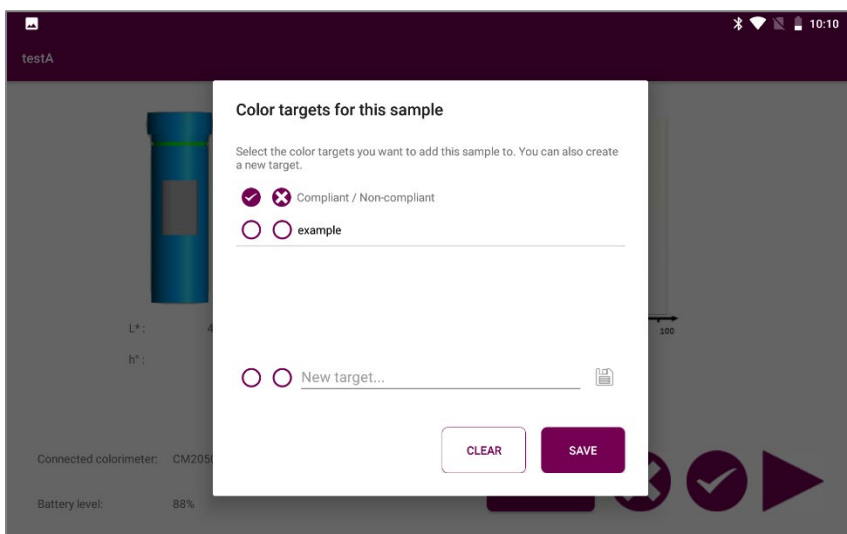 10:10
testA
Color targets for this sample
Select the color targets you want to add this sample to. You can also create
a new target.
Compliant / Non-compliant
example
L* :
4
100
h° :
New target...
CLEAR
SAVE
Connected colorimeter:
CM2050
Battery level:
88%